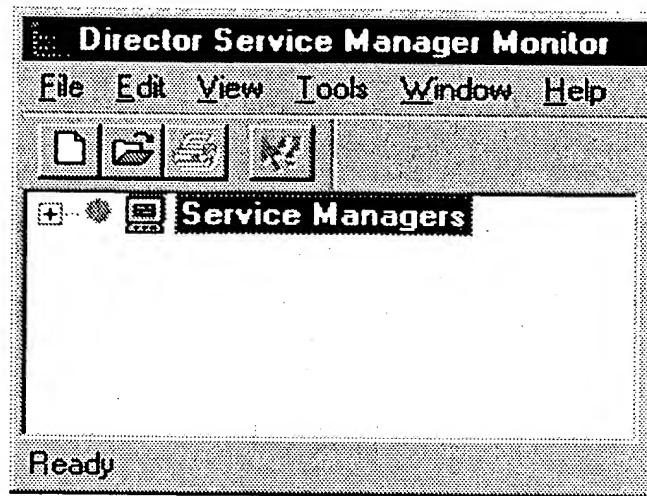 Director Service Manager Monitor
File Edit View Tools Window Help
Service Managers
Ready